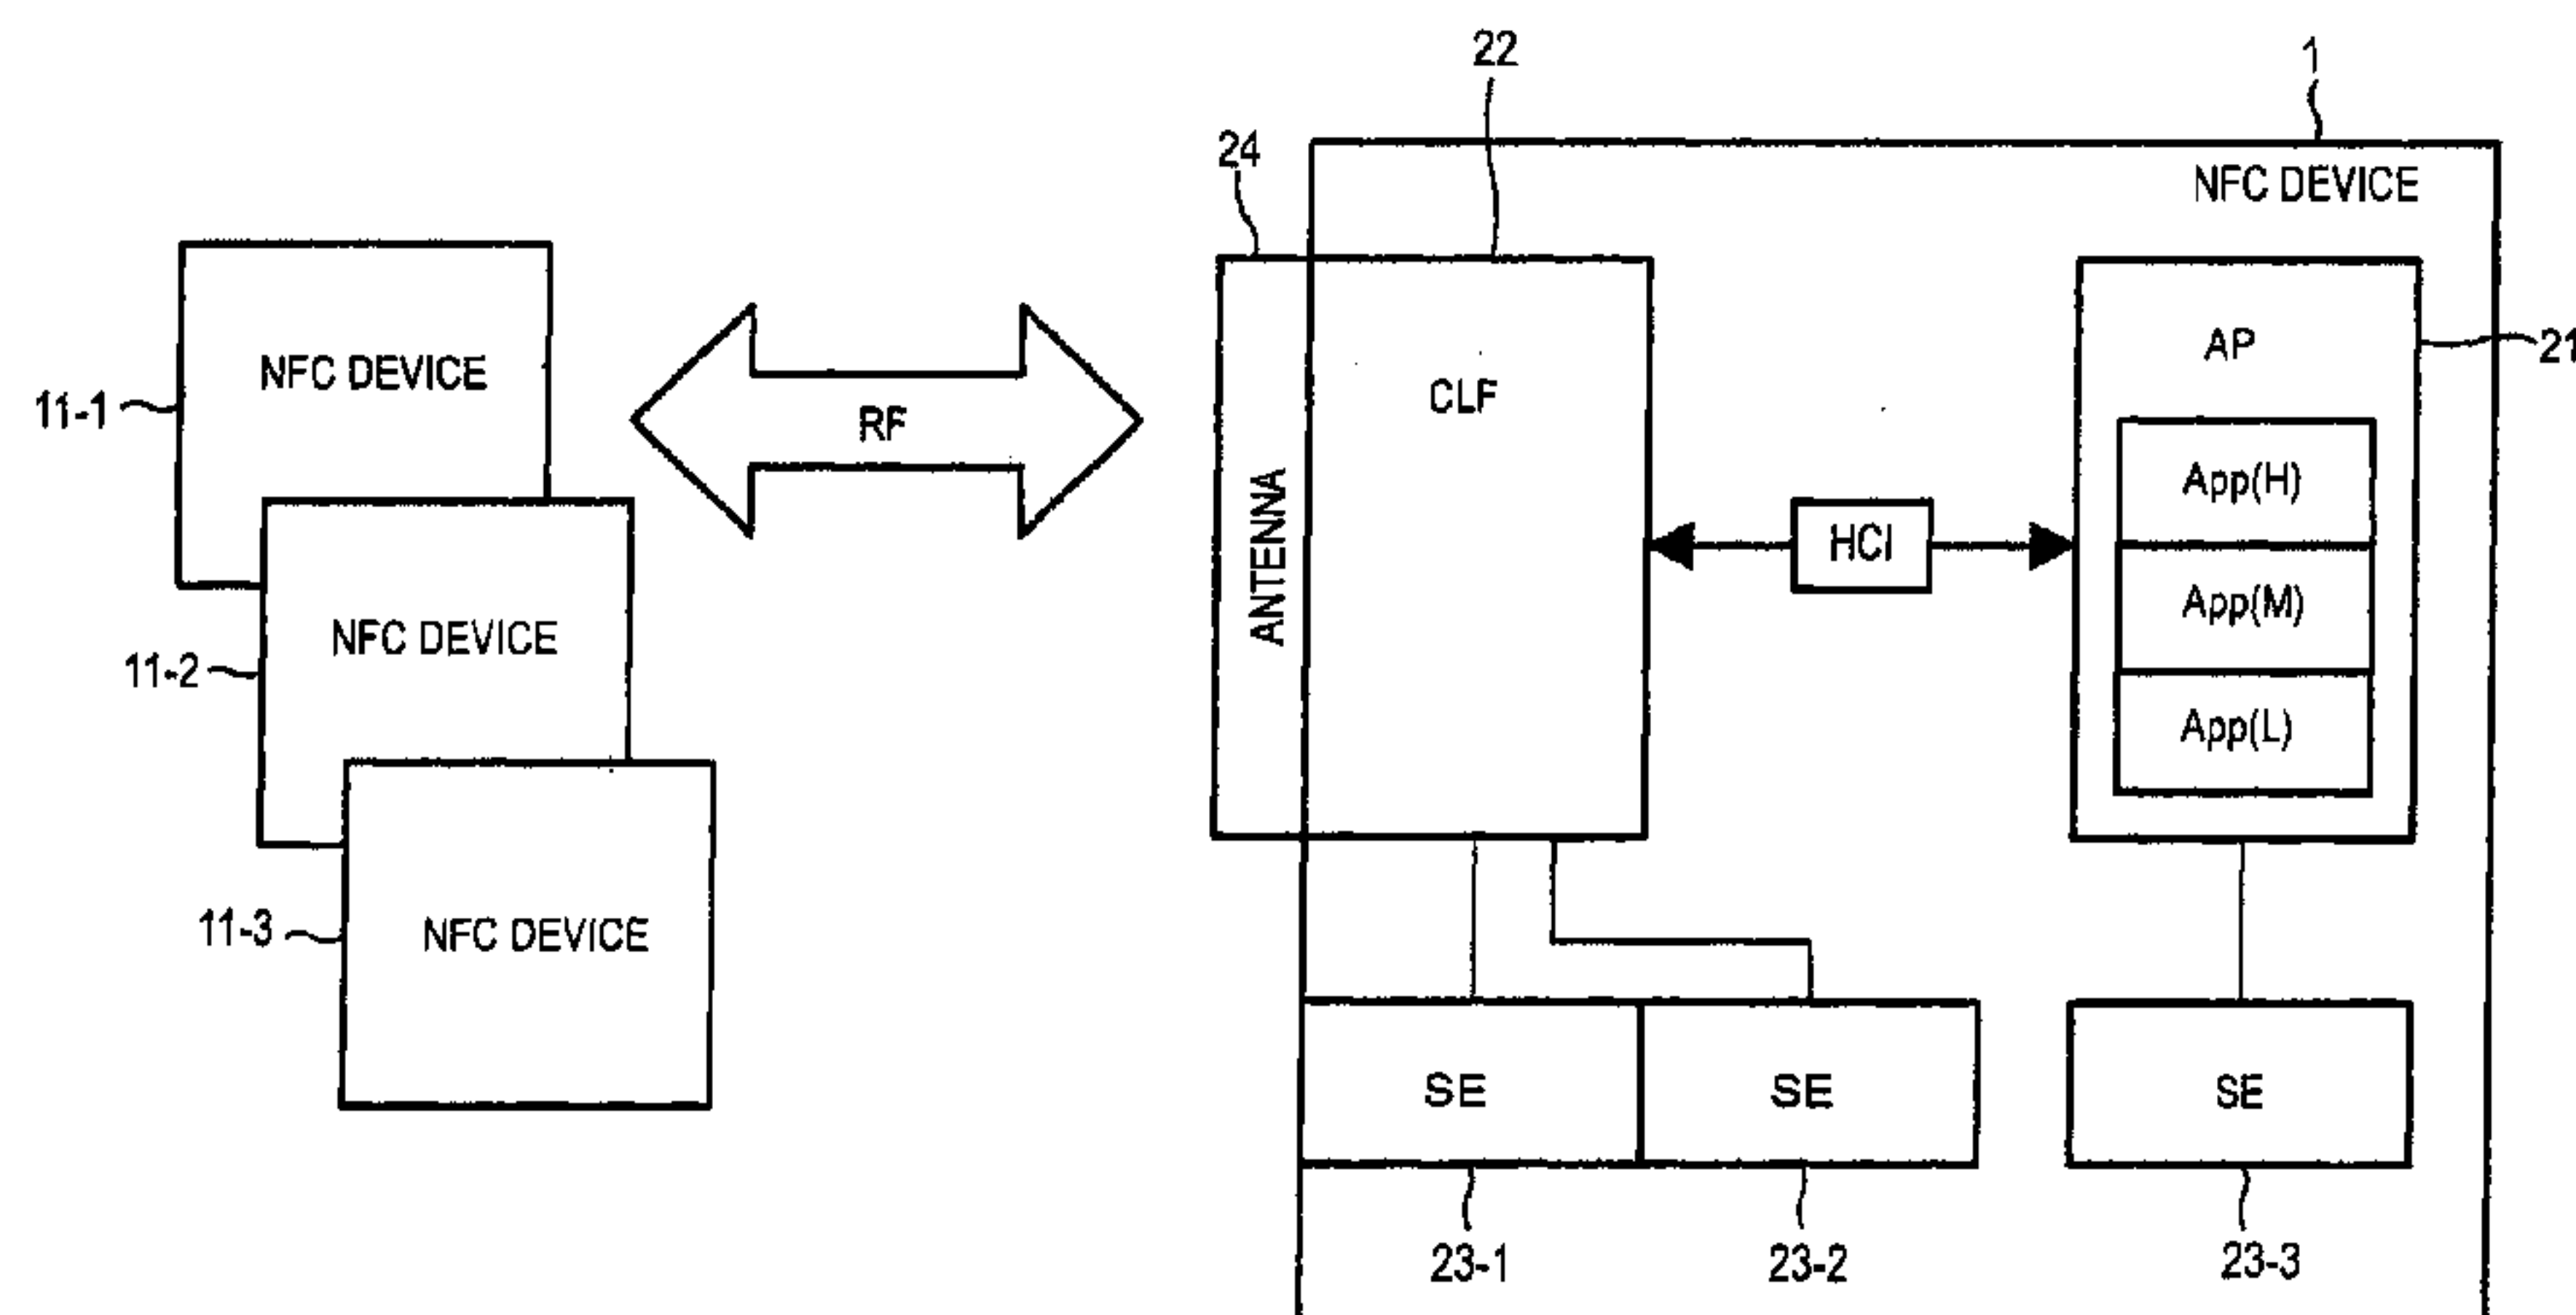 22
1
24
NFC DEVICE
NFC DEVICE
11-1
RF
CLF
AP
21
ANTENNA
HCI
App(H)
App(M)
App(L)
NFC DEVICE
11-2
NFC DEVICE
11-3
SE
SE
SE
23-1
23-2
23-3